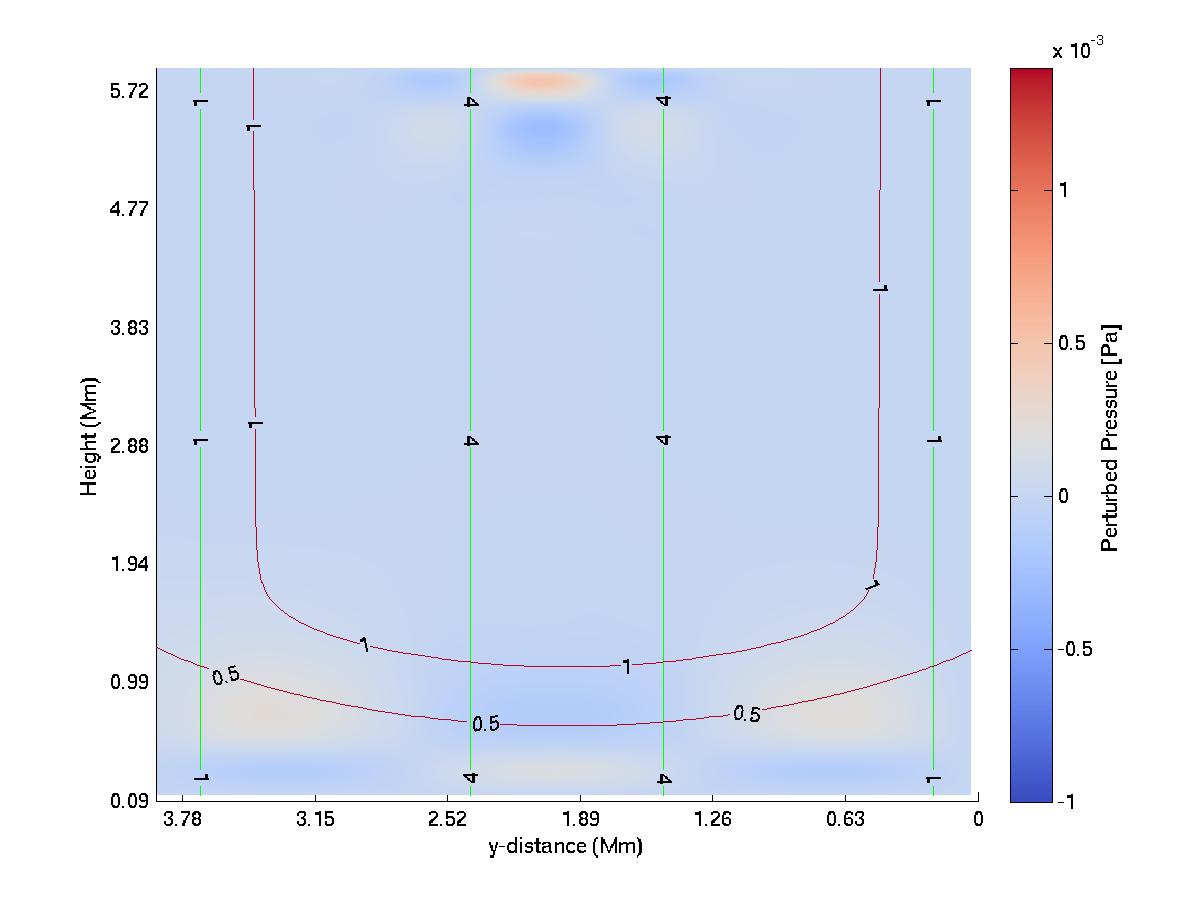 x 10-3
5.72
4.77
3.83
2.88
1.94
0.99
0.09
Height (Mm)
1 4 4 1
1
1
1 4 4 1
1
1
1 1
0.5
0.5 0.5
1 4 4 1
3.78 3.15 2.52 1.89 1.26 0.63 0
y-distance (Mm)
1
0.5
0
-0.5
-1
Perturbed Pressure [Pa]